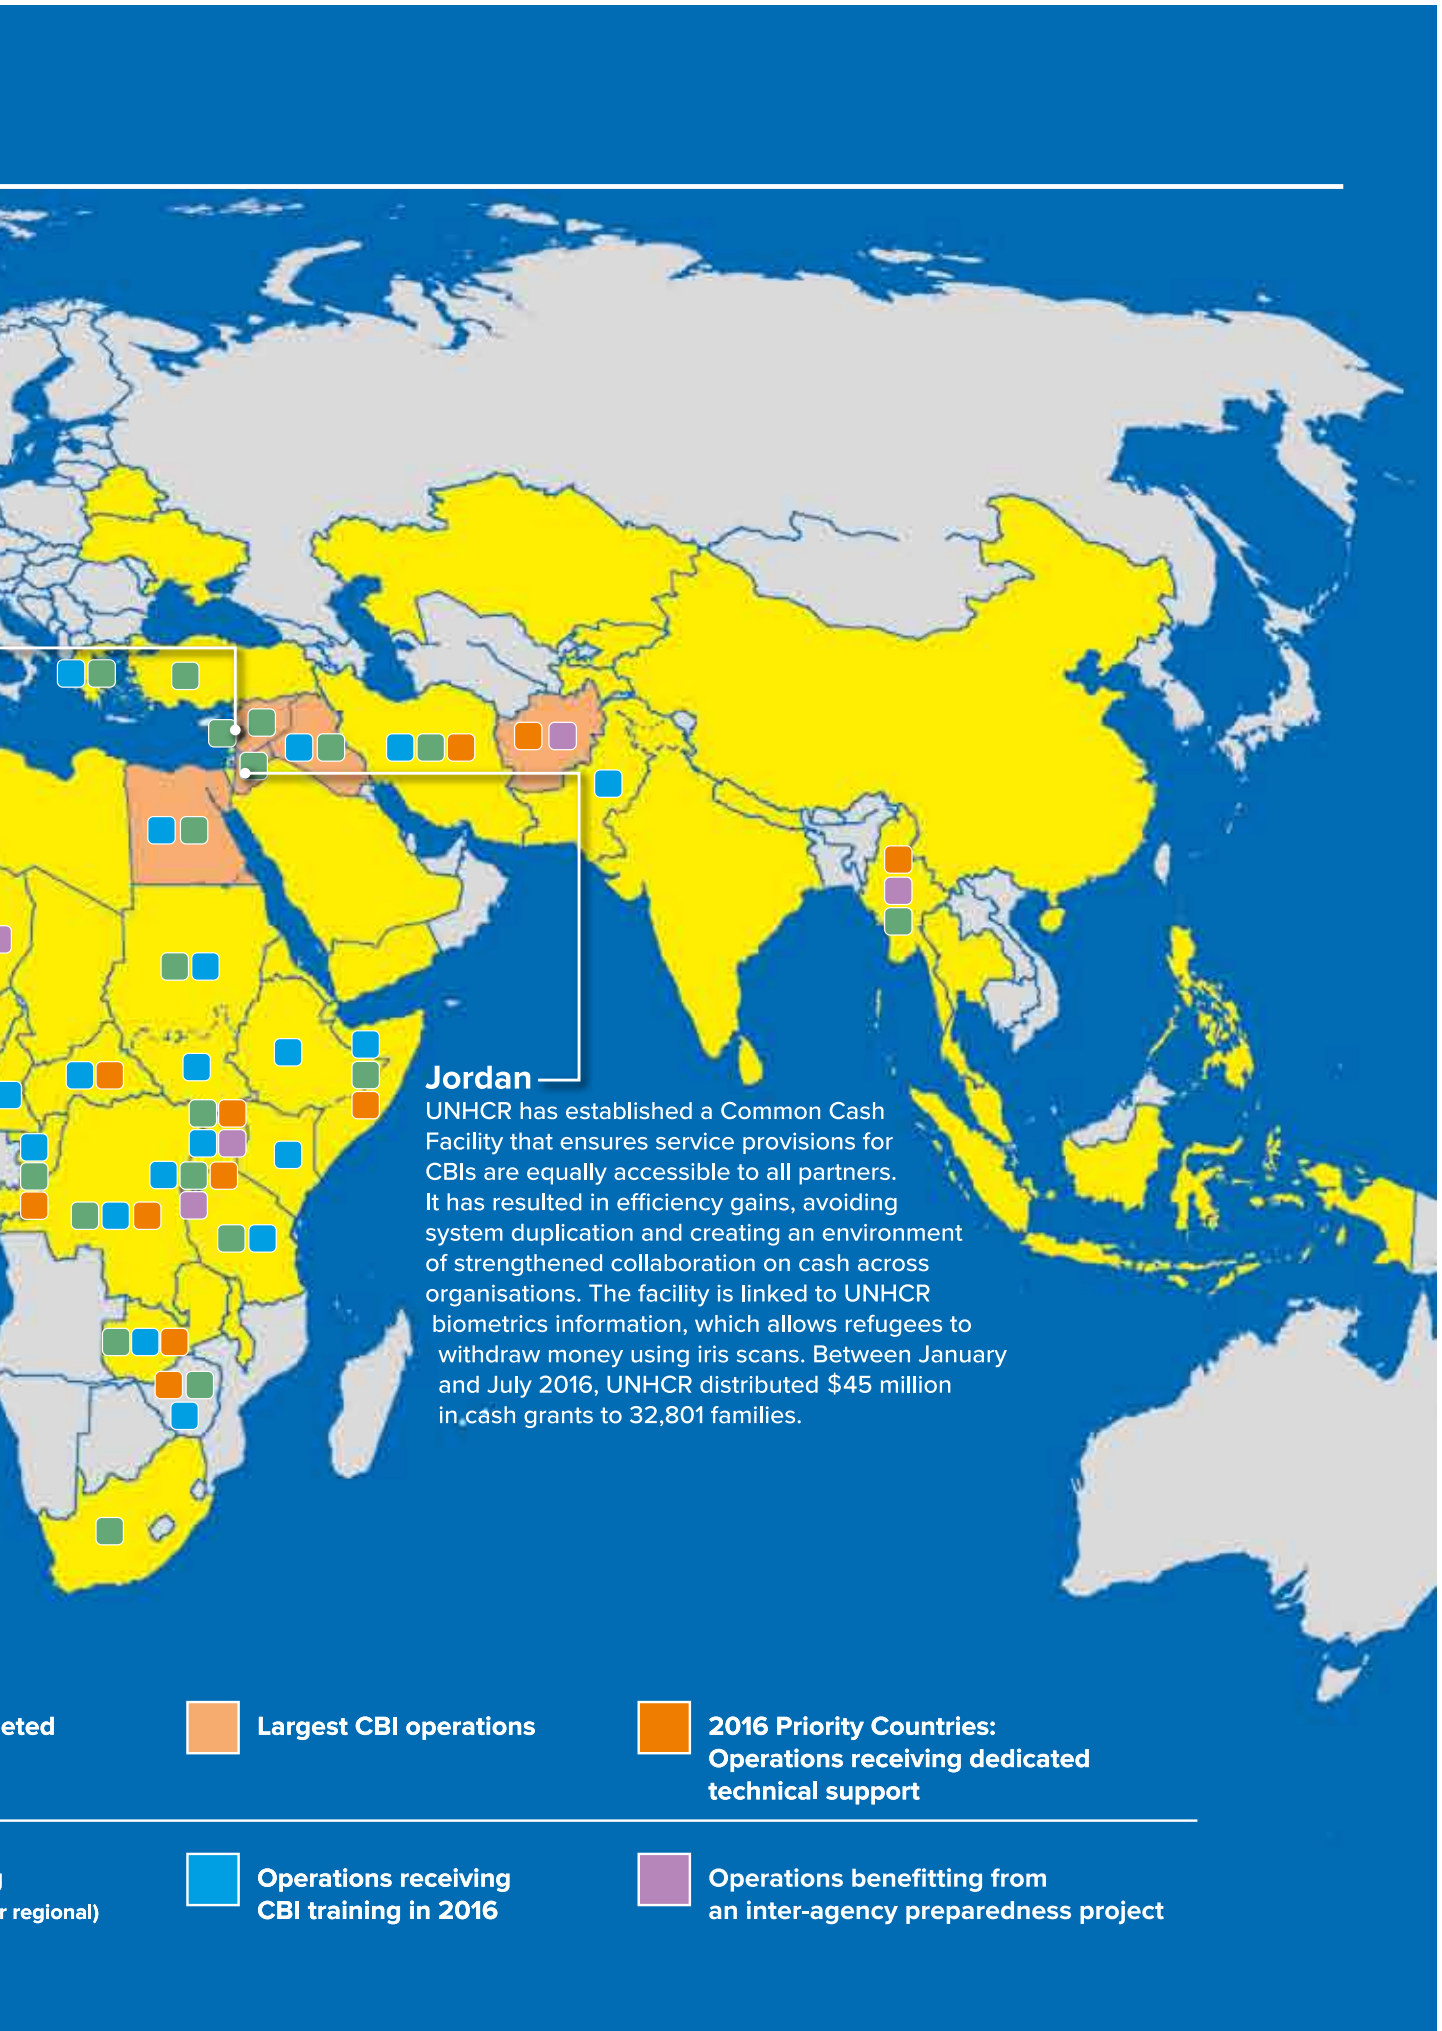 Jordan
UNHCR has established a Common Cash
Facility that ensures service provisions for
CBIs are equally accessible to all partners.
It has resulted in efficiency gains, avoiding
system duplication and creating an environment
of strengthened collaboration on cash across
organisations. The facility is linked to UNHCR
biometrics information, which allows refugees to
withdraw money using iris scans. Between January
and July 2016, UNHCR distributed $45 million
in cash grants to 32,801 families.
eted
Largest CBI operations
2016 Priority Countries:
Operations receiving dedicated
technical support
r regional)
Operations receiving
CBI training in 2016
Operations benefitting from
an inter-agency preparedness project